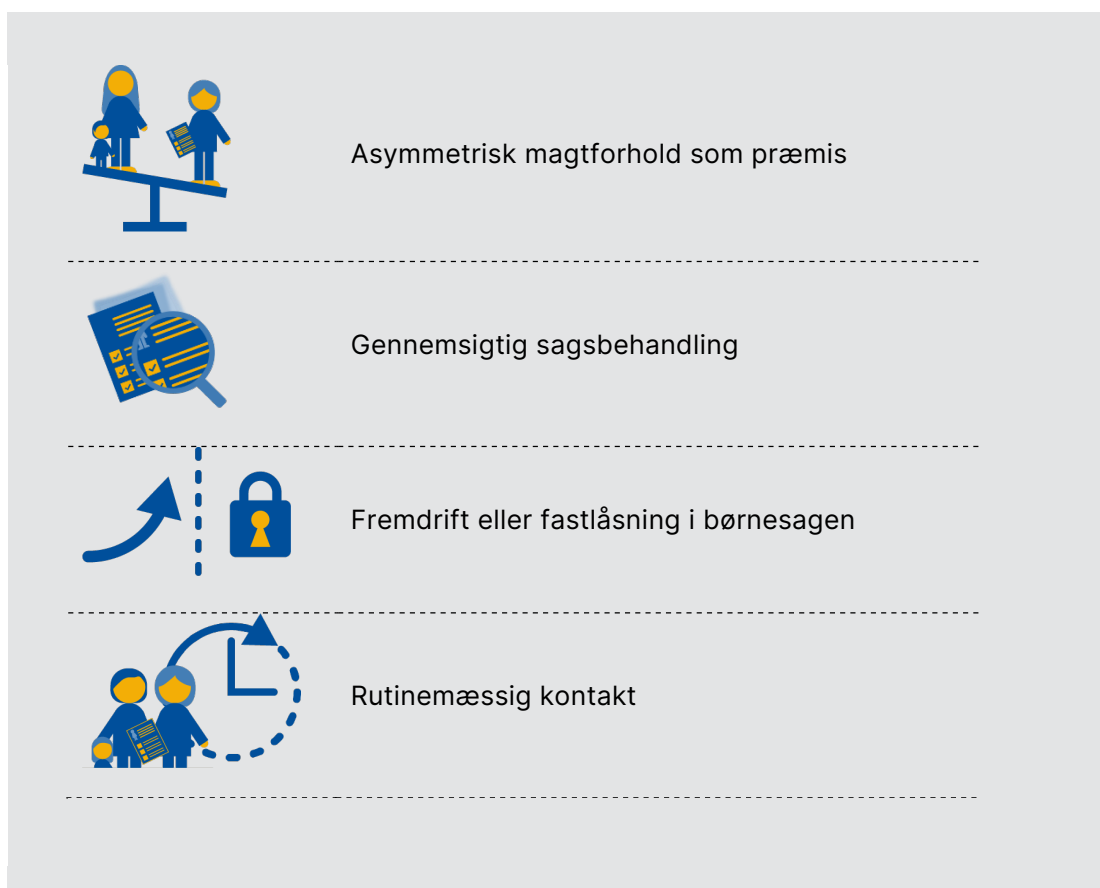 Asymmetrisk magtforhold som præmis
Gennemsigtig sagsbehandling
Fremdrift eller fastlåsning i børnesagen
Rutinemæssig kontakt